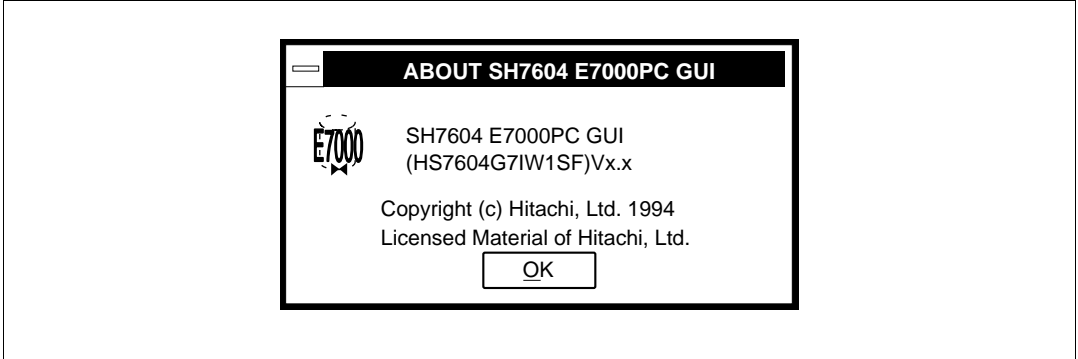 ABOUT SH7604 E7000PC GUI
E7000
SH7604 E7000PC GUI
(HS7604G7IW1SF)Vx.x
Copyright (c) Hitachi, Ltd. 1994
Licensed Material of Hitachi, Ltd.
OK